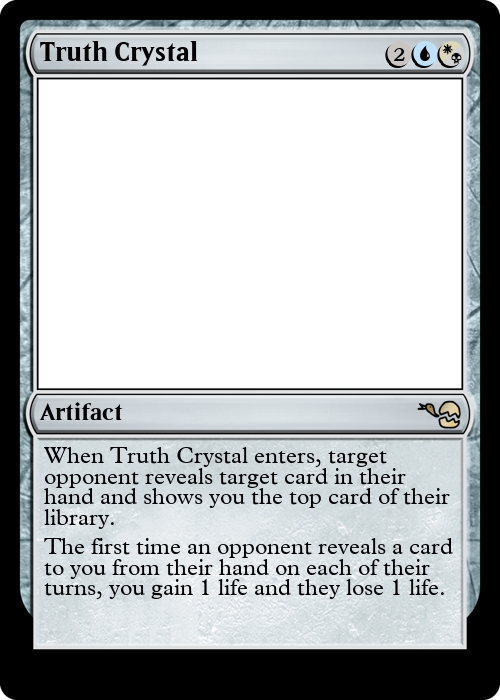 Truth Crystal 2
Artifact
When Truth Crystal enters, target
opponent reveals target card in their
hand and shows you the top card of their
library.
The first time an opponent reveals a card
to you from their hand on each of their
turns, you gain 1 life and they lose 1 life.